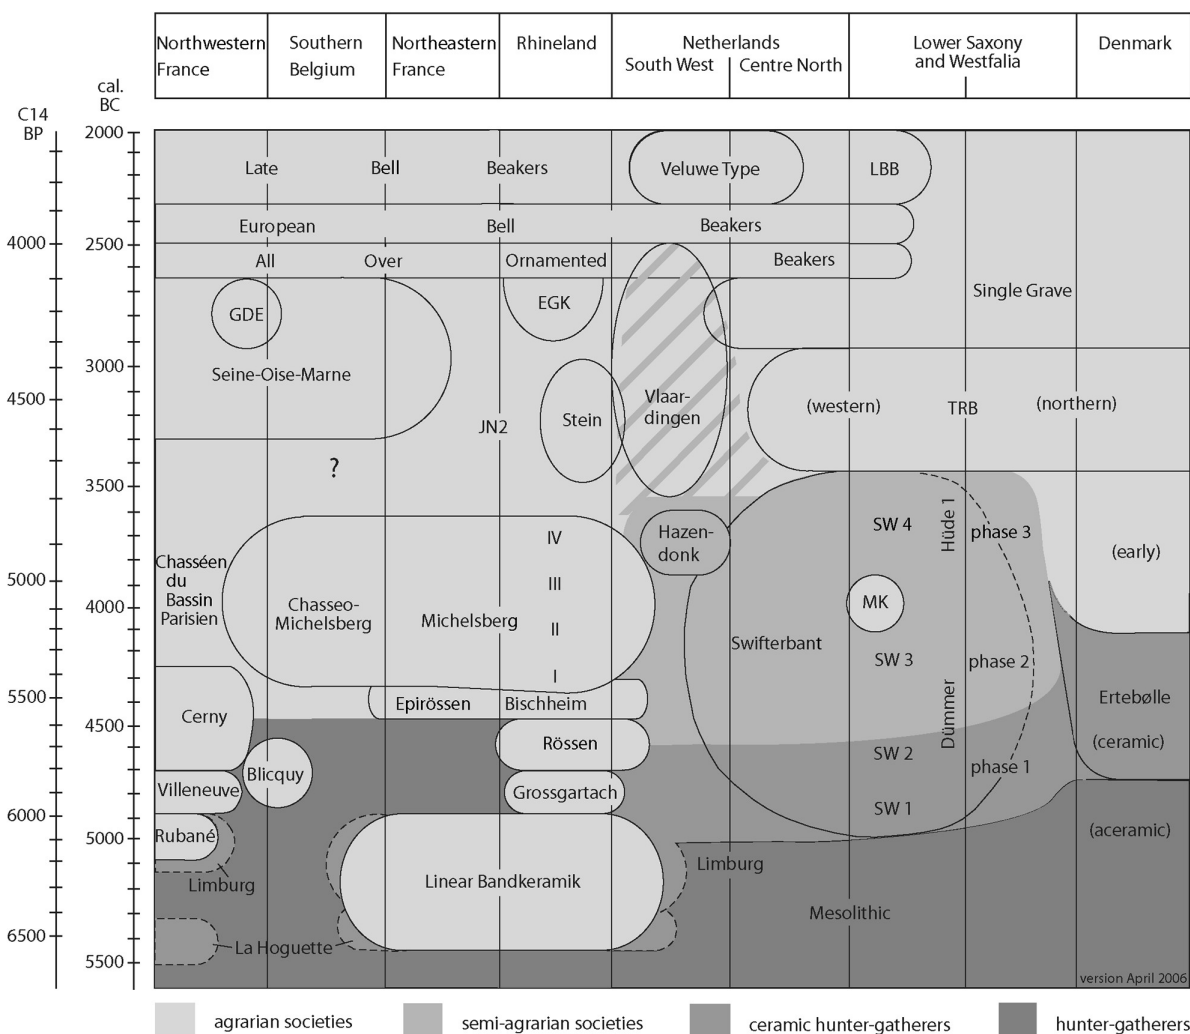 Northwestern France
Southern Belgium
Northeastern France
Rhineland
Netherlands
South West
Centre North
Lower Saxony and Westfalia
Denmark
C14 BP
cal. BC
2000
4000
2500
3000
4500
3500
5000
4000
5500
4500
6000
5000
6500
5500
Late Bell Beakers
Veluwe Type
LBB
European Bell Beakers
All Over Ornamented Beakers
GDE
EGK
Single Grave
Seine-Oise-Marne
JN2
Stein
Vlaar-
dingen
(western) TRB (northern)
?
Chasséen
du
Bassin
Parisien
Chasseo-
Michelsberg
Michelsberg
IV
III
II
I
Hazen-
donk
SW 4
Hüde 1
phase 3
(early)
MK
Swifterbant
SW 3
phase 2
Dümmer
Epirössen
Bischheim
Cerny
Rössen
Ertebølle
(ceramic)
SW 2
phase 1
Blicquy
Villeneuve
Grossgartach
SW 1
Rubané
(aceramic)
Limburg
Linear Bandkeramik
Limburg
Mesolithic
La Hoguette
version April 2006
agrarian societies
semi-agrarian societies
ceramic hunter-gatherers
hunter-gatherers